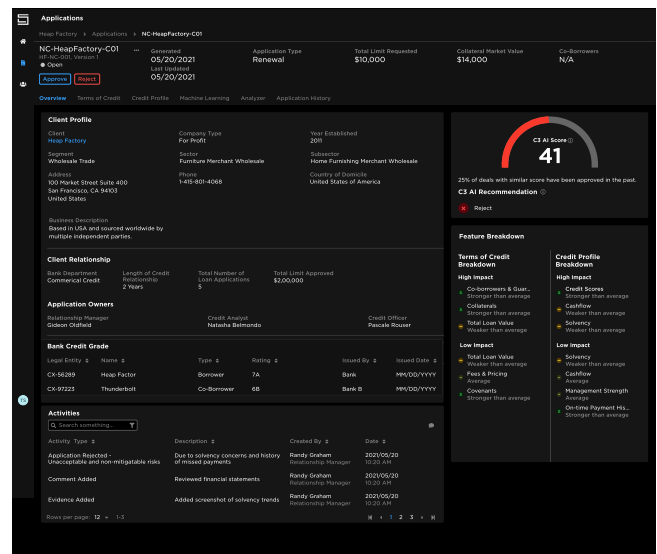 Applications
Heap Factory > Applications > NC-HeapFactory-C01
NC-HeapFactory-C01 ...
HF-NC-001, Version 1
Open
Approve Reject
Generated
05/20/2021
Last Updated
05/20/2021
Application Type
Renewal
Total Limit Requested
$10,000
Collateral Market Value
$14,000
Co-Borrowers
N/A
Overview Terms of Credit Credit Profile Machine Learning Analyzer Application History
Client Profile
Client
Heap Factory
Company Type
For Profit
Year Established
2011
Segment
Wholesale Trade
Sector
Furniture Merchant Wholesale
Subsector
Home Furnishing Merchant Wholesale
Address
100 Market Street Suite 400
San Francisco, CA 94103
United States
Phone
1-415-801-4068
Country of Domicile
United States of America
Business Description
Based in USA and sourced worldwide by
multiple independent parties.
Client Relationship
Bank Department
Commerical Credit
Length of Credit
Relationship
2 Years
Total Number of
Loan Applications
5
Total Limit Approved
$2,00,000
Application Owners
Relationship Manager
Gideon Oldfield
Credit Analyst
Natasha Belmondo
Credit Officer
Pascale Rouser
Bank Credit Grade
Legal Entity Name Type Rating Issued By Issued Date
CX-56289 Heap Factor Borrower 7A Bank MM/DD/YYYY
CX-97223 Thunderbolt Co-Borrower 6B Bank B MM/DD/YYYY
Activities
Search something...
Activity Type Description Created By Date
Application Rejected -
Unacceptable and non-mitigatable risks
Due to solvency concerns and history
of missed payments
Randy Graham
Relationship Manager
2021/05/20
10:20 AM
Comment Added
Reviewed financial statements
Randy Graham
Relationship Manager
2021/05/20
10:20 AM
Evidence Added
Added screenshot of solvency trends
Randy Graham
Relationship Manager
2021/05/20
10:20 AM
Rows per page: 12 1-3
1 2 3
TS
C3 AI Score
41
25% of deals with similar score have been approved in the past.
C3 AI Recommendation
Reject
Feature Breakdown
Terms of Credit
Breakdown
High Impact
Co-borrowers & Guar...
Stronger than average
Collaterals
Stronger than average
Total Loan Value
Weaker than average
Low Impact
Total Loan Value
Weaker than average
Fees & Pricing
Average
Covenants
Stronger than average
Credit Profile
Breakdown
High Impact
Credit Scores
Stronger than average
Cashflow
Weaker than average
Solvency
Weaker than average
Low Impact
Solvency
Weaker than average
Cashflow
Average
Management Strength
Weaker than average
On-time Payment His...
Stronger than average